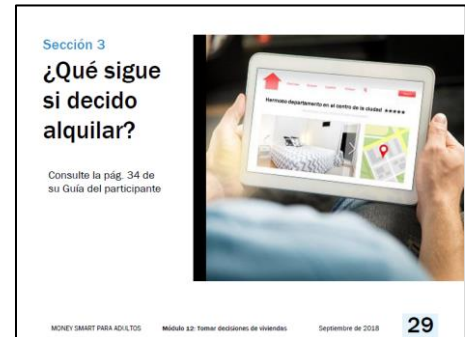 Sección 3
¿Qué sigue
si decido
alquilar?
Consulte la pág. 34 de
su Guía del participante
Hermoso departamento en el centro de la ciudad ★★★★★
MONEY SMART PARA ADULTOS Módulo 12: Tomar decisiones de viviendas Septiembre de 2018 29